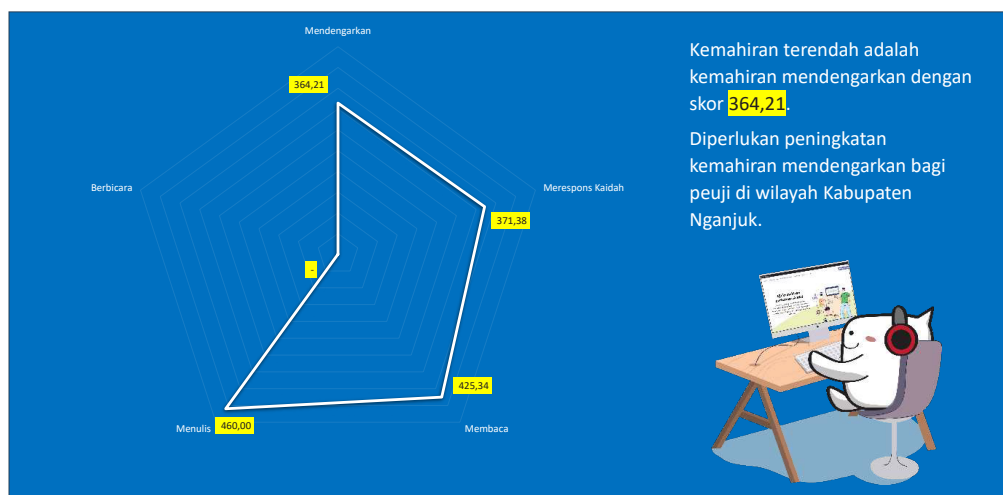 Mendengarkan
364,21
Berbicara
Merespons Kaidah
371,38
-
425,34
Menulis
460,00
Membaca
Kemahiran terendah adalah
kemahiran mendengarkan dengan
skor 364,21.
Diperlukan peningkatan
kemahiran mendengarkan bagi
peuji di wilayah Kabupaten
Nganjuk.